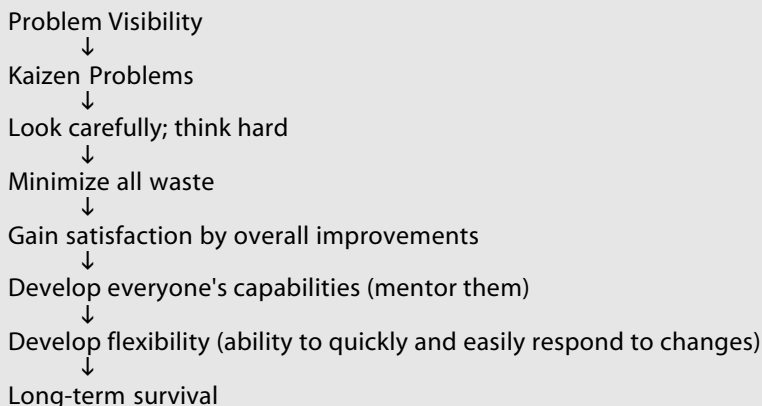 Problem Visibility
↓
Kaizen Problems
↓
Look carefully; think hard
↓
Minimize all waste
↓
Gain satisfaction by overall improvements
↓
Develop everyone's capabilities (mentor them)
↓
Develop flexibility (ability to quickly and easily respond to changes)
↓
Long-term survival